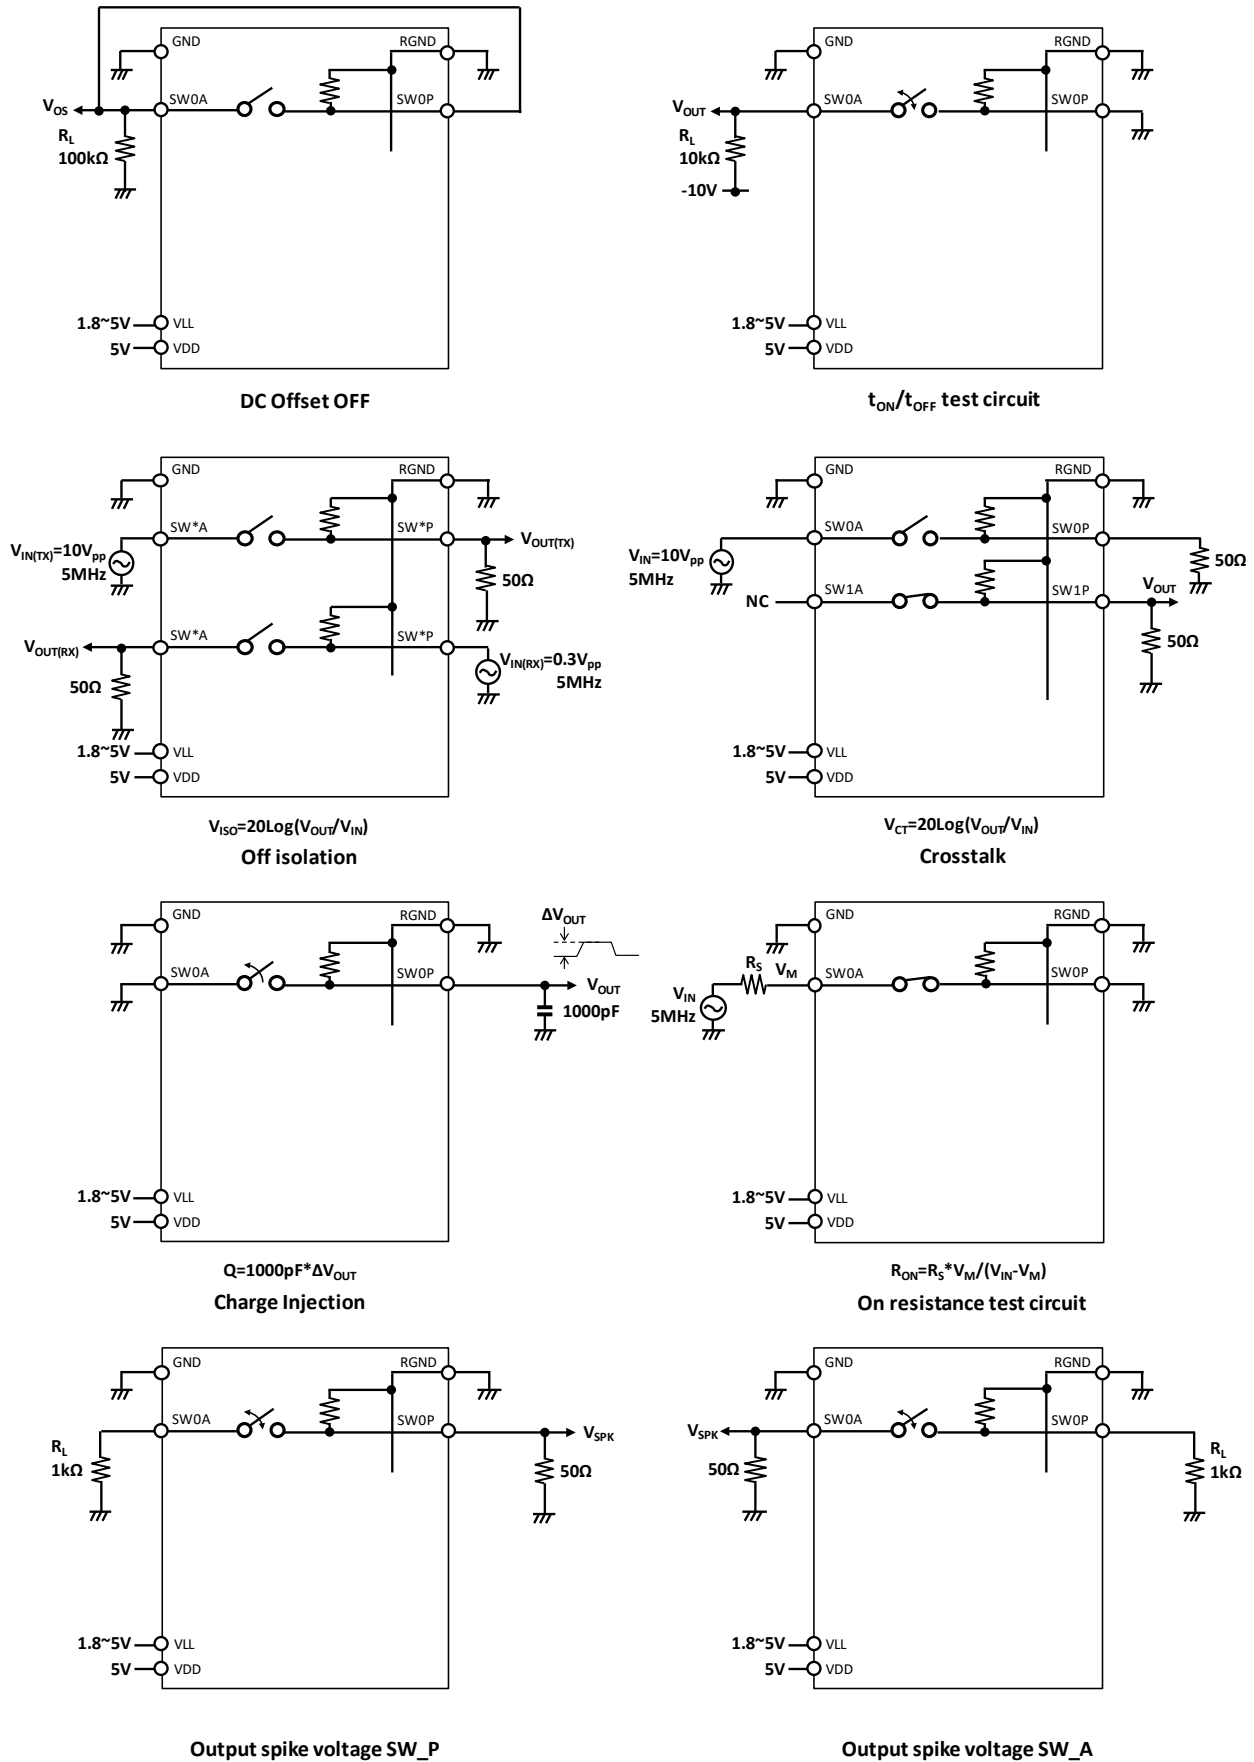 GND
RGND
V_OS
SW0A
SW0P
R_L
100kΩ
1.8~5V
VLL
5V
VDD
DC Offset OFF
GND
RGND
V_OUT
SW0A
SW0P
R_L
10kΩ
-10V
1.8~5V
VLL
5V
VDD
t_ON/t_OFF test circuit
GND
RGND
SW*A
SW*P
V_IN(TX)=10V_pp
5MHz
V_OUT(TX)
50Ω
V_OUT(RX)
SW*A
SW*P
50Ω
V_IN(RX)=0.3V_pp
5MHz
1.8~5V
VLL
5V
VDD
V_ISO=20Log(V_OUT/V_IN)
Off isolation
GND
RGND
SW0A
SW0P
V_IN=10V_pp
5MHz
50Ω
NC
SW1A
SW1P
V_OUT
50Ω
1.8~5V
VLL
5V
VDD
V_CT=20Log(V_OUT/V_IN)
Crosstalk
GND
RGND
ΔV_OUT
SW0A
SW0P
V_OUT
1000pF
1.8~5V
VLL
5V
VDD
Q=1000pF*ΔV_OUT
Charge Injection
GND
RGND
R_S
V_M
SW0A
SW0P
V_IN
5MHz
1.8~5V
VLL
5V
VDD
R_ON=R_S*V_M/(V_IN-V_M)
On resistance test circuit
GND
RGND
SW0A
SW0P
R_L
1kΩ
V_SPK
50Ω
1.8~5V
VLL
5V
VDD
Output spike voltage SW_P
GND
RGND
V_SPK
SW0A
SW0P
50Ω
R_L
1kΩ
1.8~5V
VLL
5V
VDD
Output spike voltage SW_A